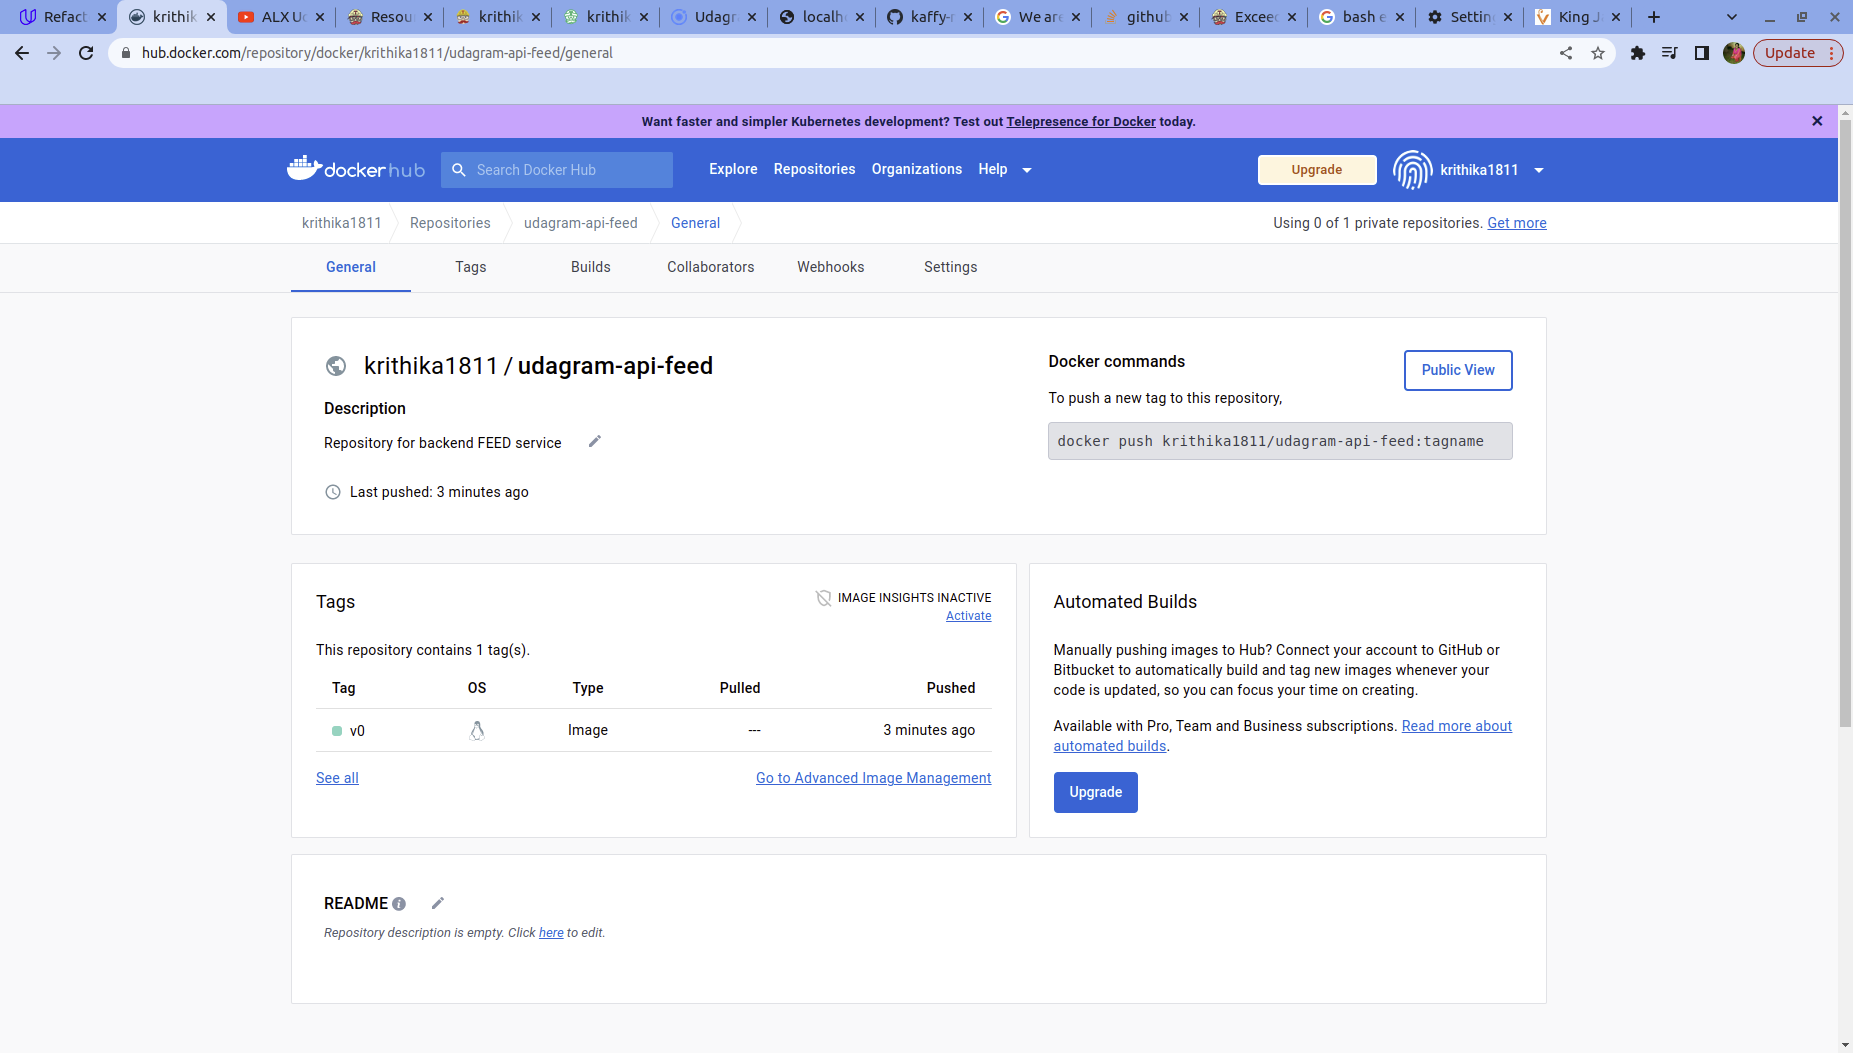 Refact
krithik
ALX Ud
Resou
krithik
krithik
Udagr
localh
kaffy-r
We are
github
Exceed
bash e
Settin
King J
hub.docker.com/repository/docker/krithika1811/udagram-api-feed/general
Update
Want faster and simpler Kubernetes development? Test out Telepresence for Docker today.
docker hub
Search Docker Hub
Explore
Repositories
Organizations
Help
Upgrade
krithika1811
krithika1811
Repositories
udagram-api-feed
General
Using 0 of 1 private repositories. Get more
General
Tags
Builds
Collaborators
Webhooks
Settings
krithika1811 / udagram-api-feed
Description
Repository for backend FEED service
Last pushed: 3 minutes ago
Docker commands
Public View
To push a new tag to this repository,
docker push krithika1811/udagram-api-feed:tagname
Tags
IMAGE INSIGHTS INACTIVE
Activate
This repository contains 1 tag(s).
Tag OS Type Pulled Pushed
v0 Image --- 3 minutes ago
See all
Go to Advanced Image Management
Automated Builds
Manually pushing images to Hub? Connect your account to GitHub or
Bitbucket to automatically build and tag new images whenever your
code is updated, so you can focus your time on creating.
Available with Pro, Team and Business subscriptions. Read more about
automated builds.
Upgrade
README
Repository description is empty. Click here to edit.